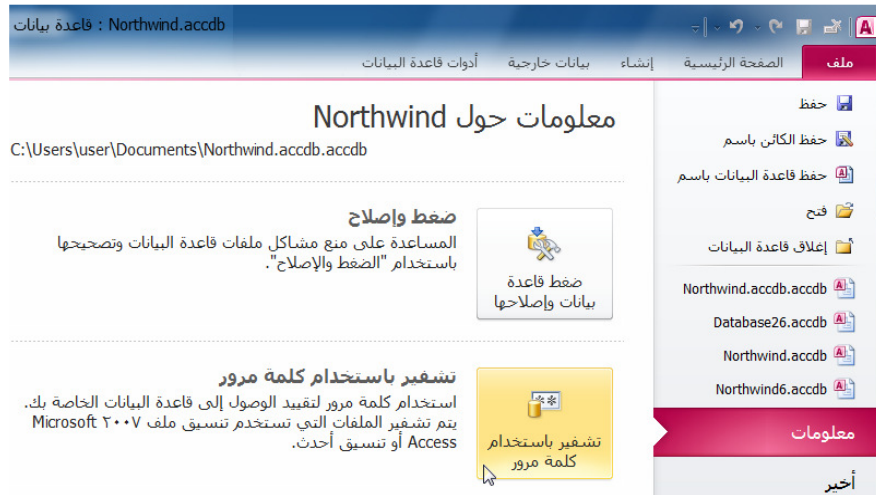 Northwind.accdb : قاعدة بيانات
ملف الصفحة الرئيسية إنشاء بيانات خارجية أدوات قاعدة البيانات
حفظ
حفظ الكائن باسم
حفظ قاعدة البيانات باسم
فتح
إغلاق قاعدة البيانات
Northwind.accdb.accdb
Database26.accdb
Northwind.accdb
Northwind6.accdb
معلومات
أخير
معلومات حول Northwind
C:\Users\user\Documents\Northwind.accdb.accdb
ضغط قاعدة
بيانات وإصلاحها
ضغط وإصلاح
المساعدة على منع مشاكل ملفات قاعدة البيانات وتصحيحها
باستخدام "الضغط والإصلاح".
تشفير باستخدام
كلمة مرور
تشفير باستخدام كلمة مرور
استخدام كلمة مرور لتقييد الوصول إلى قاعدة البيانات الخاصة بك.
يتم تشفير الملفات التي تستخدم تنسيق ملف Microsoft ٢٠٠٧
Access أو تنسيق أحدث.